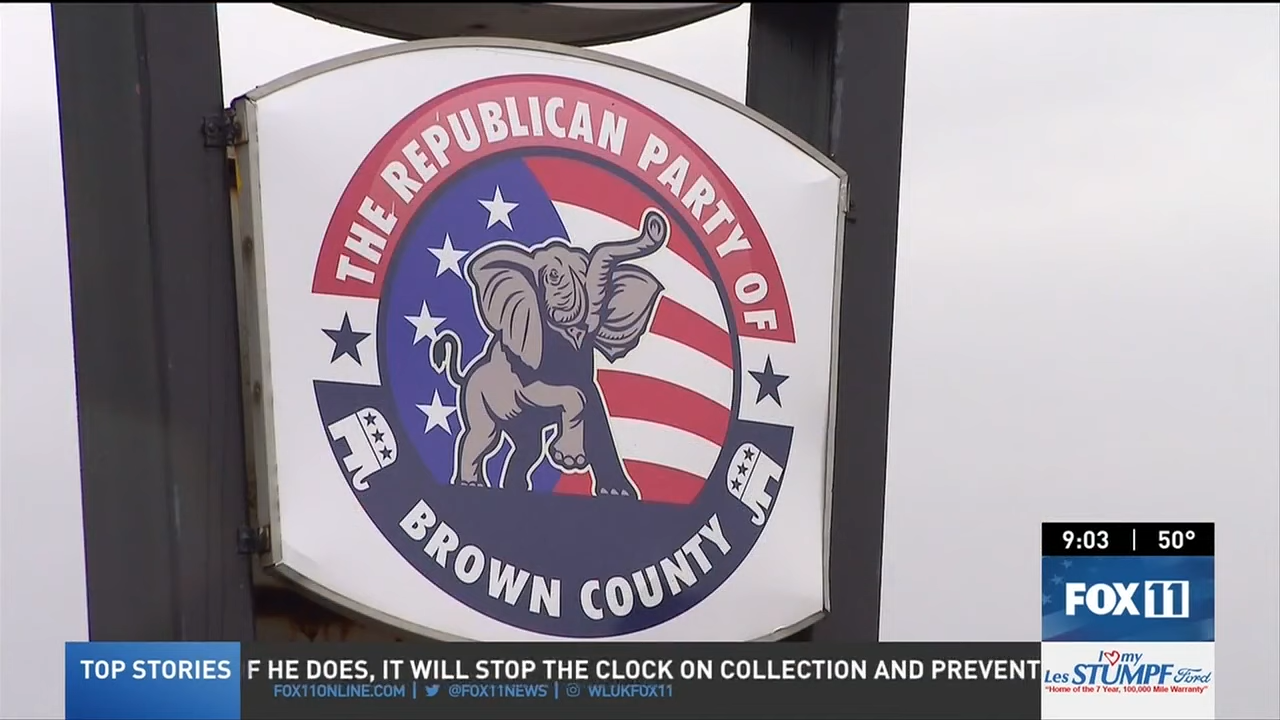 THE REPUBLICAN PARTY OF
BROWN COUNTY
9:03 | 50°
FOX 11
I my
Les STUMPF Ford
"Home of the 7 Year, 100,000 Mile Warranty"
TOP STORIES
F HE DOES, IT WILL STOP THE CLOCK ON COLLECTION AND PREVENT
FOX11ONLINE.COM | @FOX11NEWS | WLUKFOX11